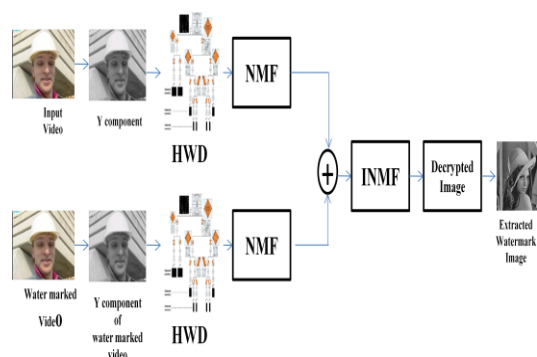 Input
Video
Y component
HWD
NMF
INMF
Decrypted
Image
Extracted
Watermark
Image
Water marked
Vide0
Y component
of
water marked
video
HWD
NMF